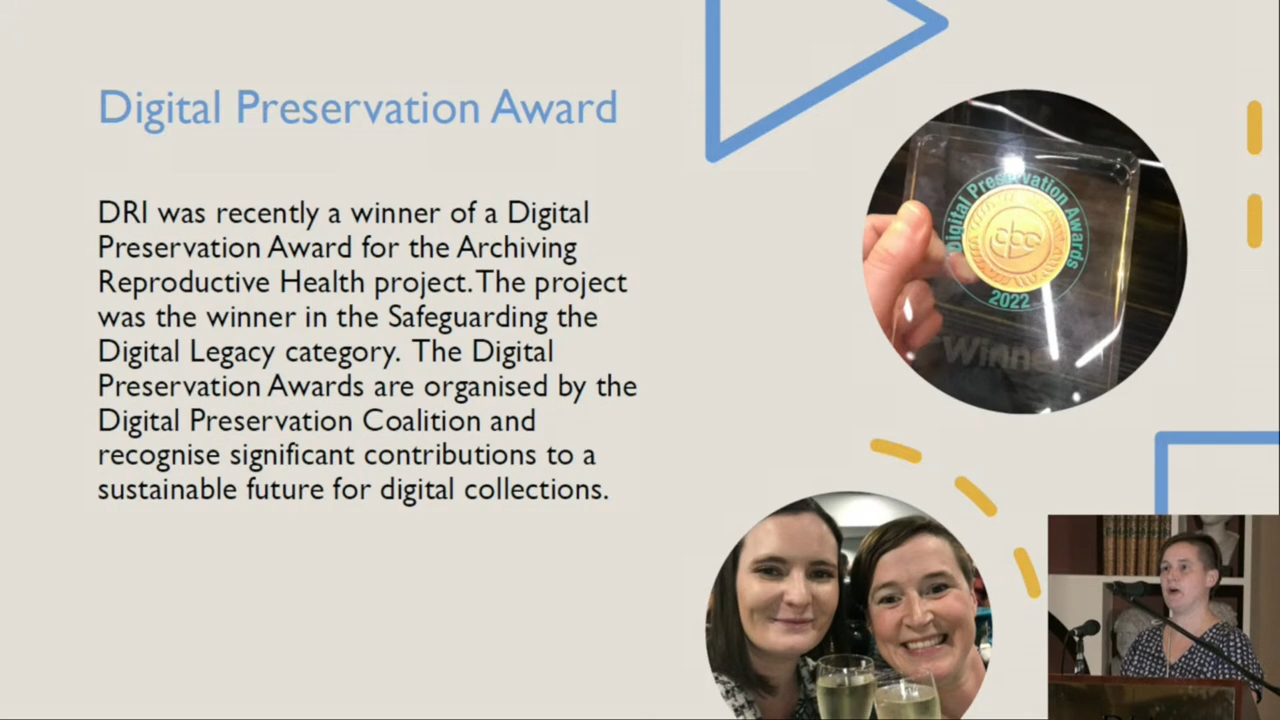 Digital Preservation Award
DRI was recently a winner of a Digital
Preservation Award for the Archiving
Reproductive Health project. The project
was the winner in the Safeguarding the
Digital Legacy category. The Digital
Preservation Awards are organised by the
Digital Preservation Coalition and
recognise significant contributions to a
sustainable future for digital collections.
Digital Preservation Awards
dpc
2022
Winner